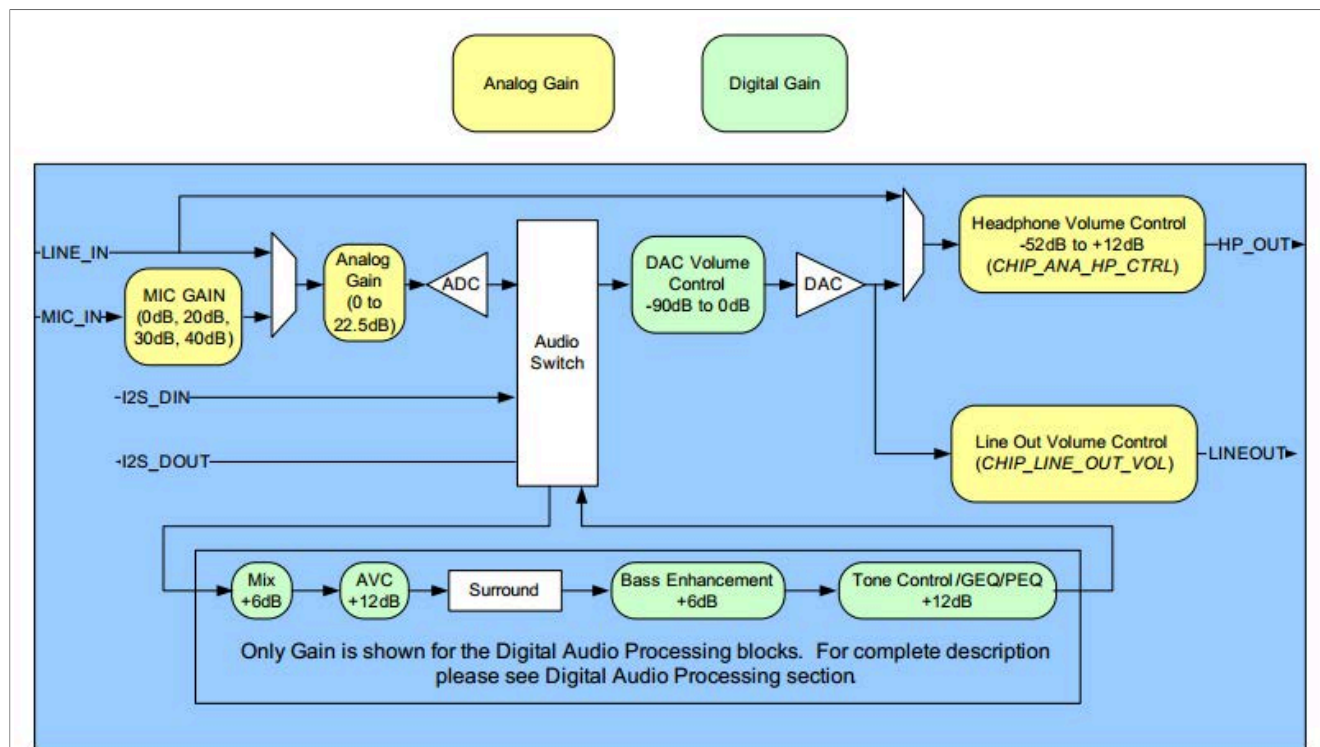 Analog Gain
Digital Gain
LINE_IN
MIC_IN
MIC GAIN
(0dB, 20dB,
30dB, 40dB)
Analog
Gain
(0 to
22.5dB)
ADC
Audio
Switch
DAC Volume
Control
-90dB to 0dB
DAC
Headphone Volume Control
-52dB to +12dB
(CHIP_ANA_HP_CTRL)
HP_OUT
I2S_DIN
I2S_DOUT
Line Out Volume Control
(CHIP_LINE_OUT_VOL)
LINEOUT
Mix
+6dB
AVC
+12dB
Surround
Bass Enhancement
+6dB
Tone Control/GEQ/PEQ
+12dB
Only Gain is shown for the Digital Audio Processing blocks. For complete description
please see Digital Audio Processing section.